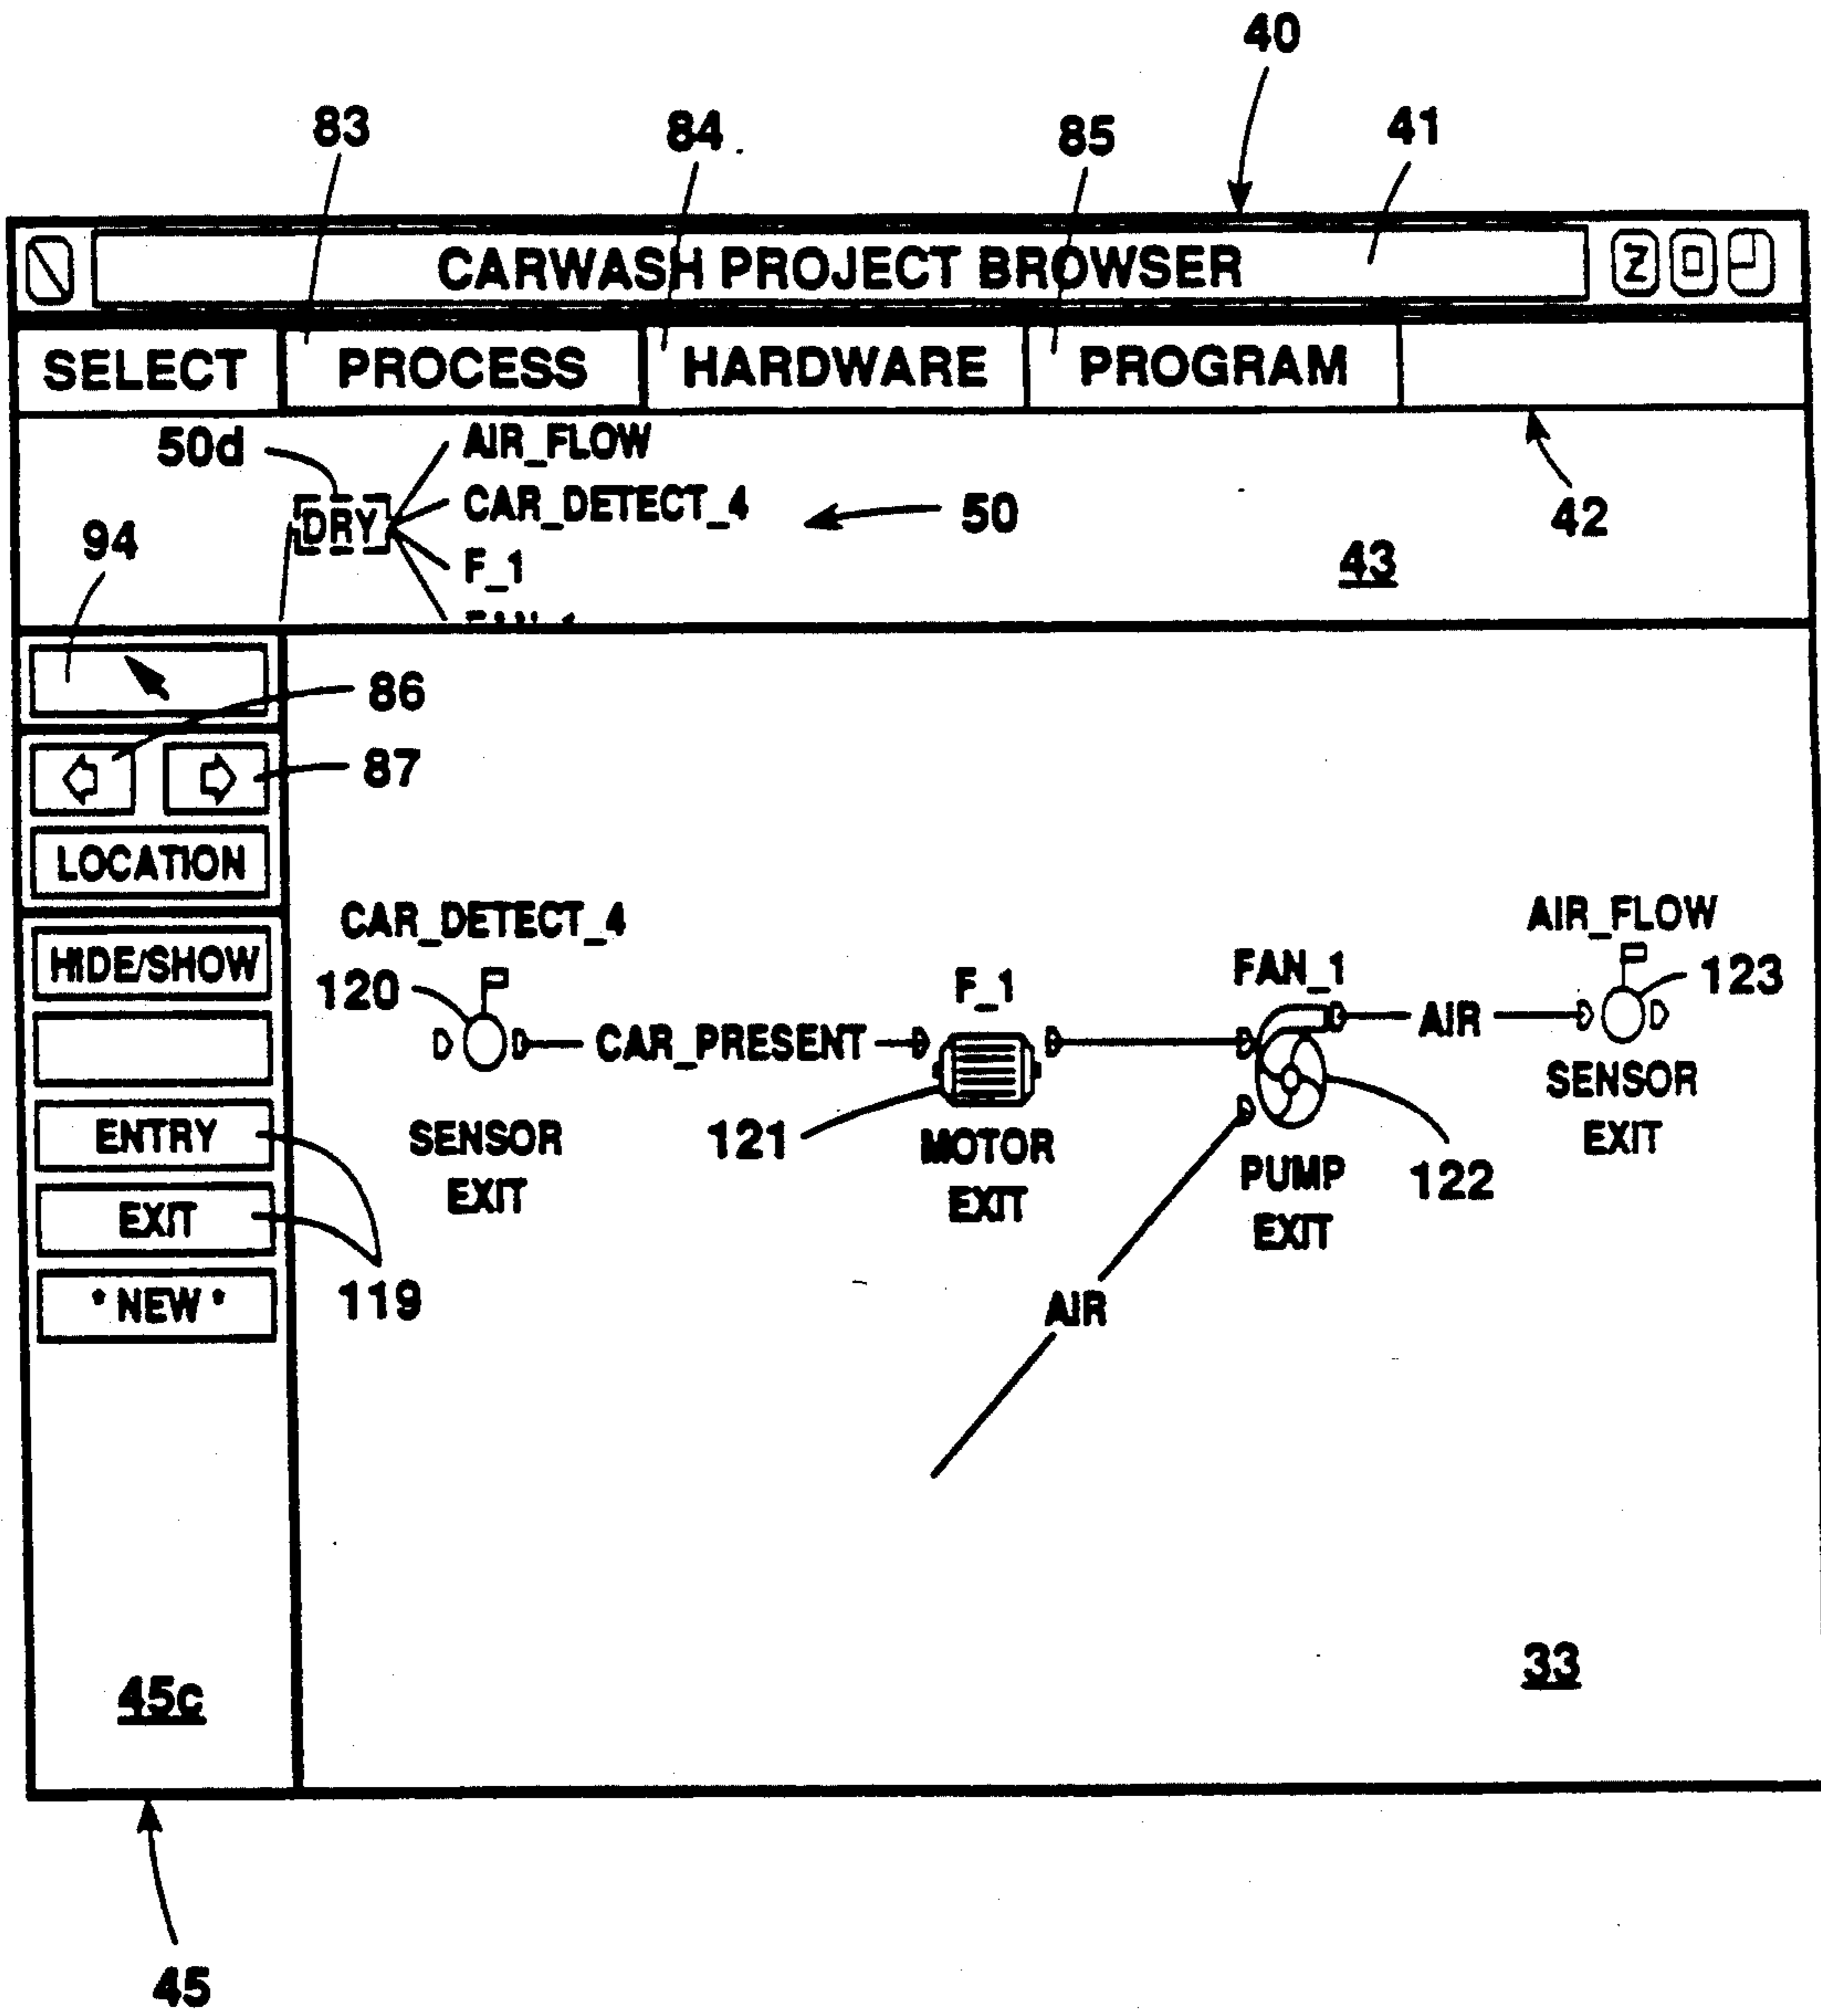 40
83
84
85
41
CARWASH PROJECT BROWSER
Z
SELECT PROCESS HARDWARE PROGRAM
50d
AIR_FLOW
CAR_DETECT_4
50
42
94
DRY
F_1
43
86
87
LOCATION
HIDE/SHOW
ENTRY
EXIT
*NEW*
119
CAR_DETECT_4
120
CAR_PRESENT
SENSOR
EXIT
F_1
121
MOTOR
EXIT
FAN_1
122
PUMP
EXIT
AIR
AIR_FLOW
123
SENSOR
EXIT
AIR
45c
33
45